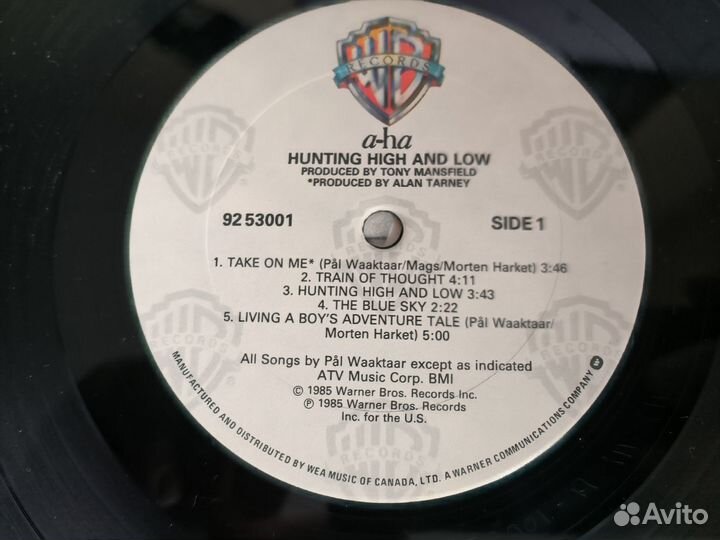 WB
RECORDS
a-ha
HUNTING HIGH AND LOW
PRODUCED BY TONY MANSFIELD
*PRODUCED BY ALAN TARNEY
92 53001 SIDE 1
1. TAKE ON ME* (Pål Waaktaar/Mags/Morten Harket) 3:46
2. TRAIN OF THOUGHT 4:11
3. HUNTING HIGH AND LOW 3:43
4. THE BLUE SKY 2:22
5. LIVING A BOY'S ADVENTURE TALE (Pål Waaktaar/
Morten Harket) 5:00
All Songs by Pål Waaktaar except as indicated
ATV Music Corp. BMI
© 1985 Warner Bros. Records Inc.
℗ 1985 Warner Bros. Records
Inc. for the U.S.
MANUFACTURED AND DISTRIBUTED BY WEA MUSIC OF CANADA, LTD. A WARNER COMMUNICATIONS COMPANY
Avito